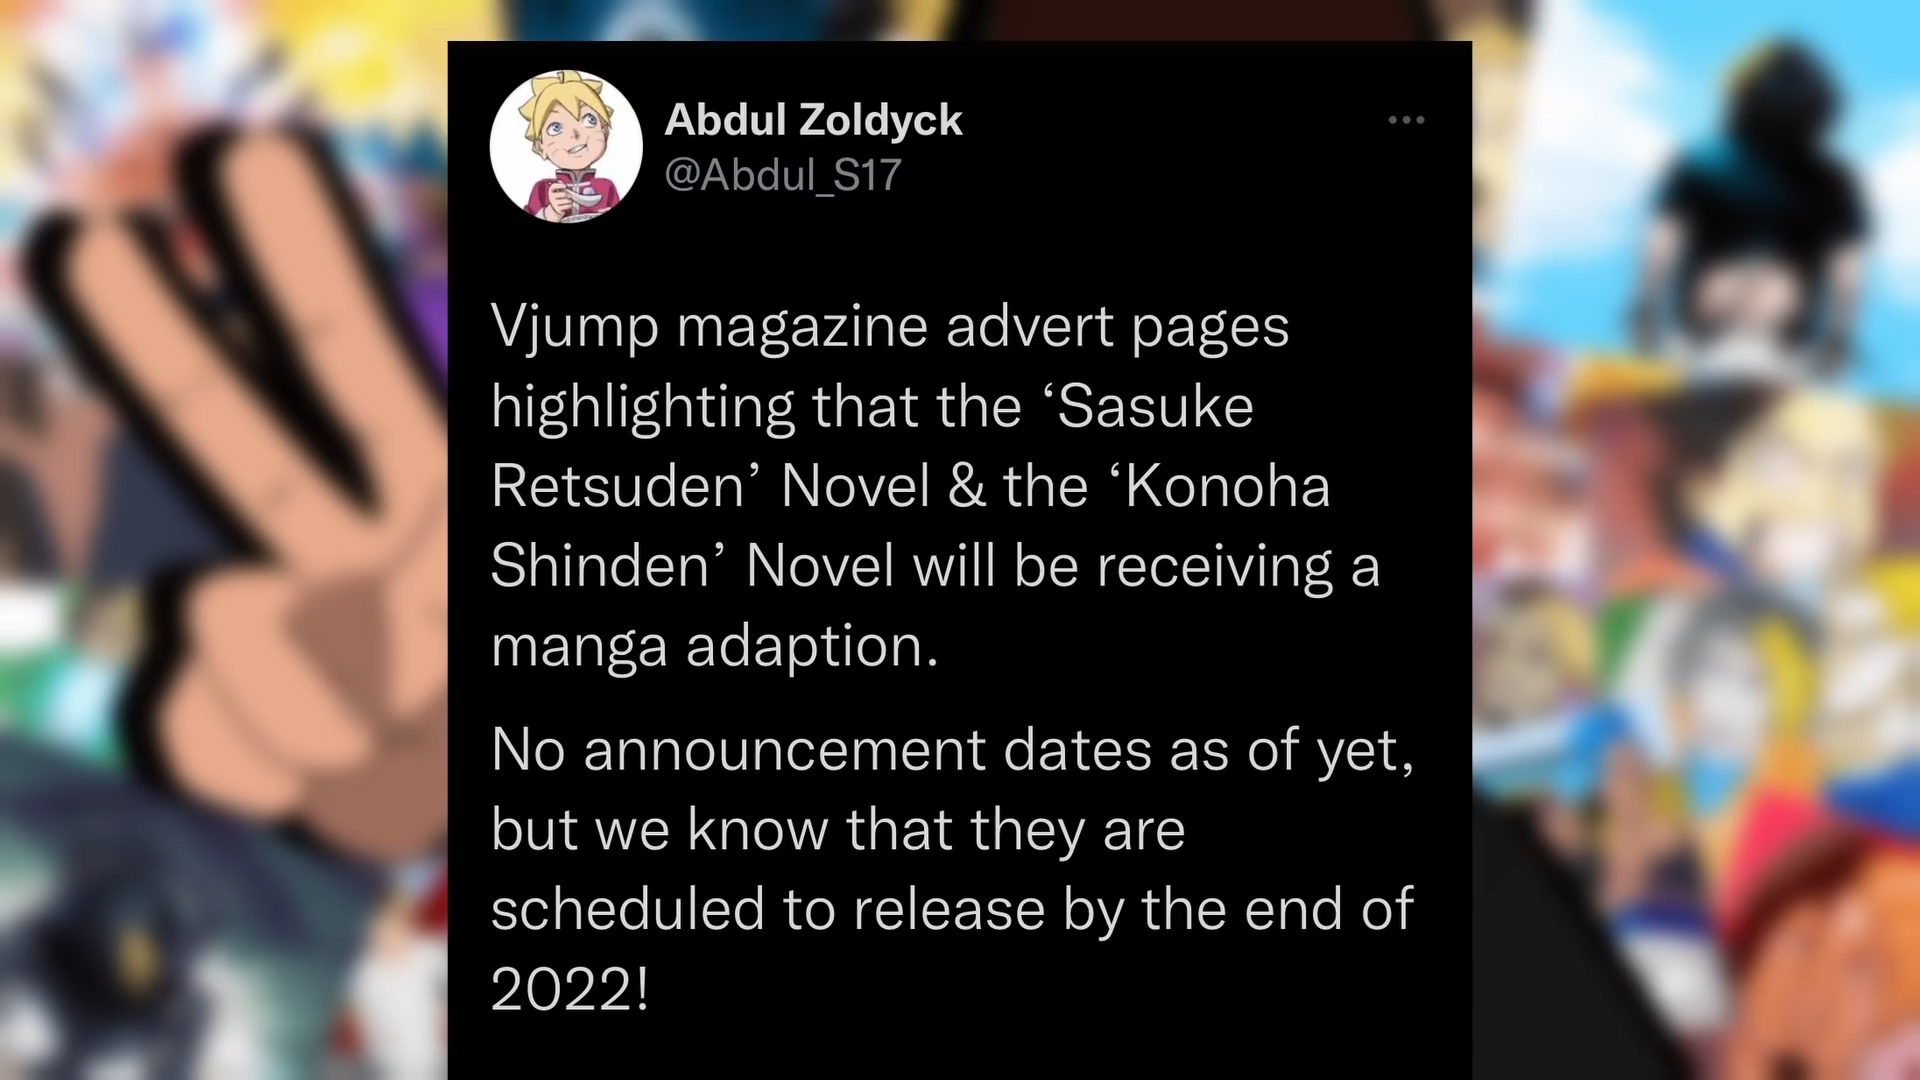 Abdul Zoldyck
@Abdul_S17
Vjump magazine advert pages
highlighting that the ‘Sasuke
Retsuden’ Novel & the ‘Konoha
Shinden’ Novel will be receiving a
manga adaption.
No announcement dates as of yet,
but we know that they are
scheduled to release by the end of
2022!